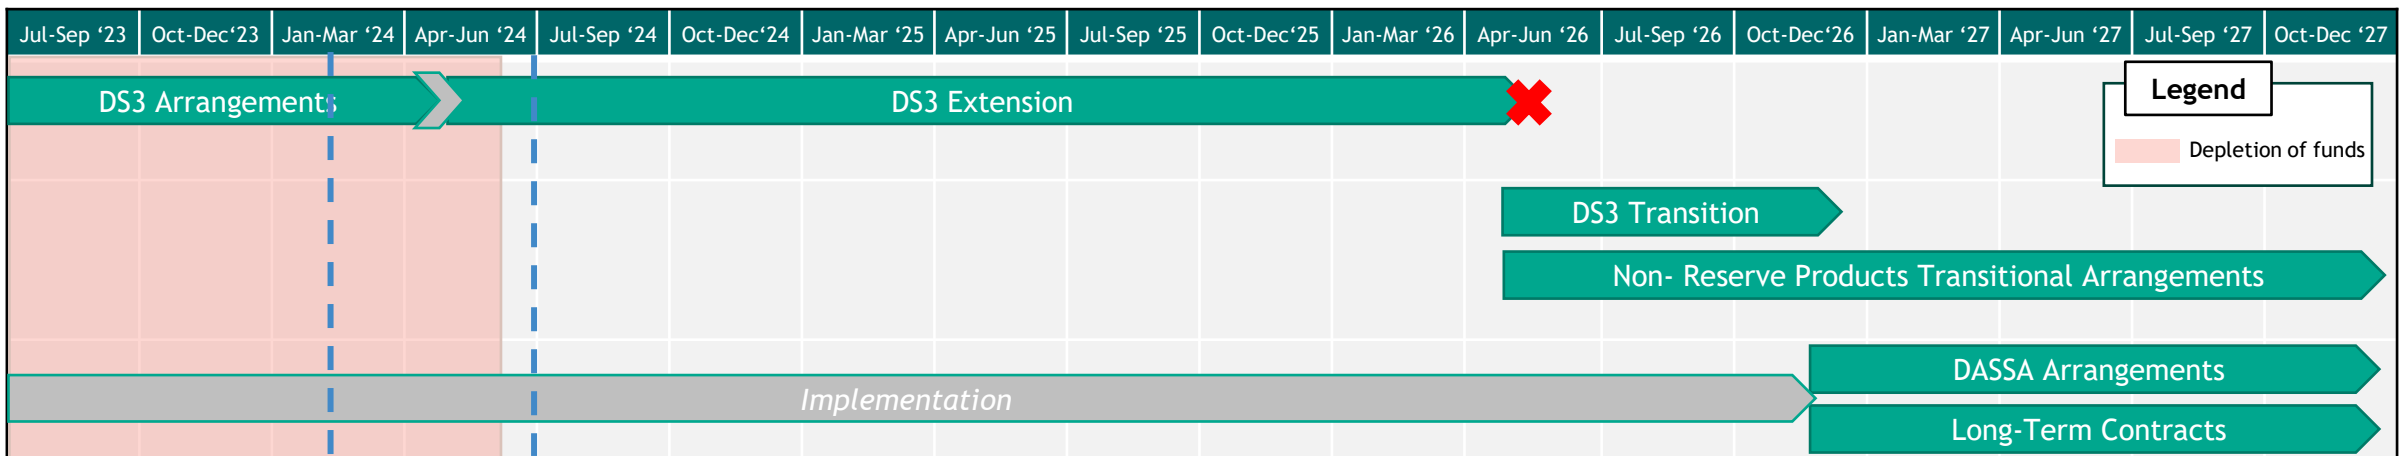 Jul-Sep ‘23 Oct-Dec‘23 Jan-Mar ‘24 Apr-Jun ‘24 Jul-Sep ‘24 Oct-Dec‘24 Jan-Mar ‘25 Apr-Jun ‘25 Jul-Sep ‘25 Oct-Dec‘25 Jan-Mar ‘26 Apr-Jun ‘26 Jul-Sep ‘26 Oct-Dec‘26 Jan-Mar ‘27 Apr-Jun ‘27 Jul-Sep ‘27 Oct-Dec ‘27
Legend
Depletion of funds
DS3 Arrangements DS3 Extension
DS3 Transition
Non- Reserve Products Transitional Arrangements
DASSA Arrangements
Implementation
Long-Term Contracts